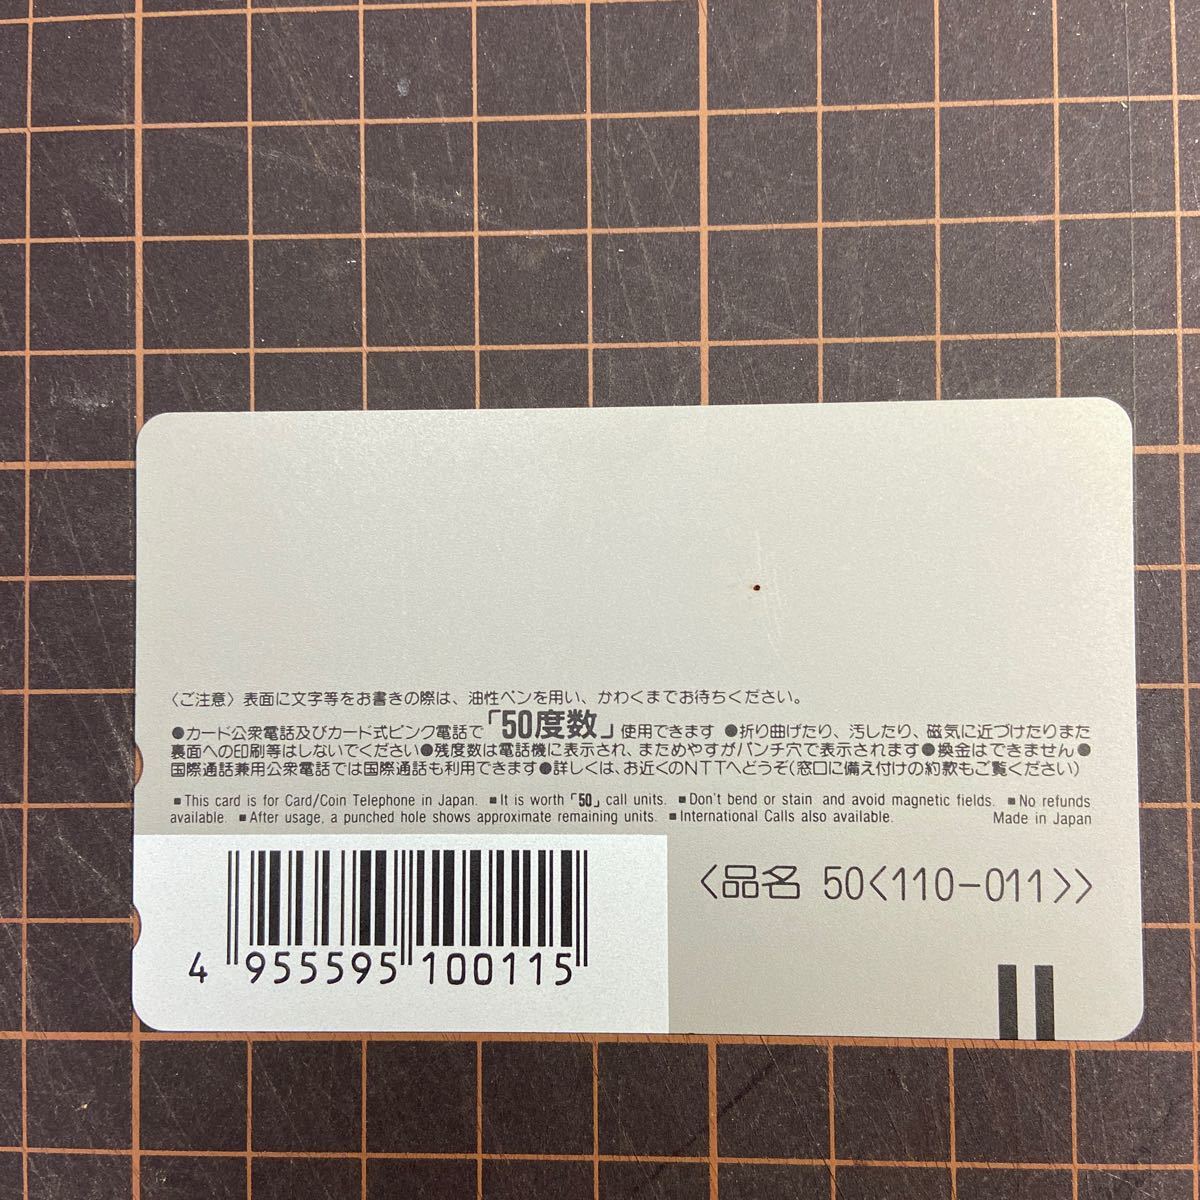 〈ご注意〉表面に文字等をお書きの際は、油性ペンを用い、かわくまでお待ちください。
●カード公衆電話及びカード式ピンク電話で「50度数」使用できます ●折り曲げたり、汚したり、磁気に近づけたりまた
裏面への印刷等はしないでください●残度数は電話機に表示され、まためやすがパンチ穴で表示されます●換金はできません●
国際通話兼用公衆電話では国際通話も利用できます●詳しくは、お近くのNTTへどうぞ(窓口に備え付けの約款もご覧ください)
■This card is for Card/Coin Telephone in Japan. ■It is worth「50」call units. ■Don't bend or stain and avoid magnetic fields. ■No refunds
available. ■After usage, a punched hole shows approximate remaining units. ■International Calls also available. Made in Japan
〈品名 50〈110-011〉〉
4 955595 100115